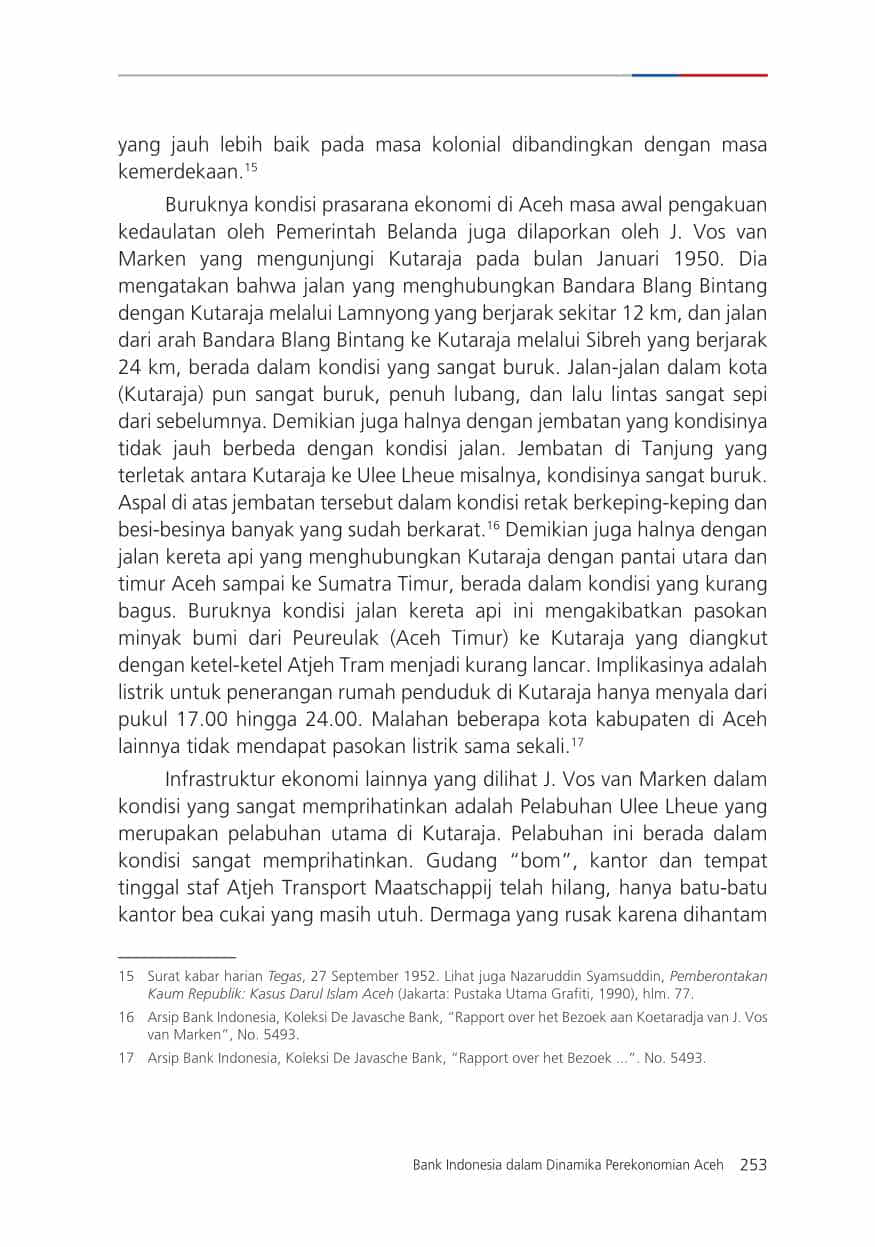 yang jauh lebih baik pada masa kolonial dibandingkan dengan masa
kemerdekaan.15
Buruknya kondisi prasarana ekonomi di Aceh masa awal pengakuan
kedaulatan oleh Pemerintah Belanda juga dilaporkan oleh J. Vos van
Marken yang mengunjungi Kutaraja pada bulan Januari 1950. Dia
mengatakan bahwa jalan yang menghubungkan Bandara Blang Bintang
dengan Kutaraja melalui Lamnyong yang berjarak sekitar 12 km, dan jalan
dari arah Bandara Blang Bintang ke Kutaraja melalui Sibreh yang berjarak
24 km, berada dalam kondisi yang sangat buruk. Jalan-jalan dalam kota
(Kutaraja) pun sangat buruk, penuh lubang, dan lalu lintas sangat sepi
dari sebelumnya. Demikian juga halnya dengan jembatan yang kondisinya
tidak jauh berbeda dengan kondisi jalan. Jembatan di Tanjung yang
terletak antara Kutaraja ke Ulee Lheue misalnya, kondisinya sangat buruk.
Aspal di atas jembatan tersebut dalam kondisi retak berkeping-keping dan
besi-besinya banyak yang sudah berkarat.16 Demikian juga halnya dengan
jalan kereta api yang menghubungkan Kutaraja dengan pantai utara dan
timur Aceh sampai ke Sumatra Timur, berada dalam kondisi yang kurang
bagus. Buruknya kondisi jalan kereta api ini mengakibatkan pasokan
minyak bumi dari Peureulak (Aceh Timur) ke Kutaraja yang diangkut
dengan ketel-ketel Atjeh Tram menjadi kurang lancar. Implikasinya adalah
listrik untuk penerangan rumah penduduk di Kutaraja hanya menyala dari
pukul 17.00 hingga 24.00. Malahan beberapa kota kabupaten di Aceh
lainnya tidak mendapat pasokan listrik sama sekali.17
Infrastruktur ekonomi lainnya yang dilihat J. Vos van Marken dalam
kondisi yang sangat memprihatinkan adalah Pelabuhan Ulee Lheue yang
merupakan pelabuhan utama di Kutaraja. Pelabuhan ini berada dalam
kondisi sangat memprihatinkan. Gudang “bom”, kantor dan tempat
tinggal staf Atjeh Transport Maatschappij telah hilang, hanya batu-batu
kantor bea cukai yang masih utuh. Dermaga yang rusak karena dihantam
15 Surat kabar harian Tegas, 27 September 1952. Lihat juga Nazaruddin Syamsuddin, Pemberontakan
Kaum Republik: Kasus Darul Islam Aceh (Jakarta: Pustaka Utama Grafiti, 1990), hlm. 77.
16 Arsip Bank Indonesia, Koleksi De Javasche Bank, “Rapport over het Bezoek aan Koetaradja van J. Vos
van Marken”, No. 5493.
17 Arsip Bank Indonesia, Koleksi De Javasche Bank, “Rapport over het Bezoek ...”. No. 5493.
Bank Indonesia dalam Dinamika Perekonomian Aceh 253